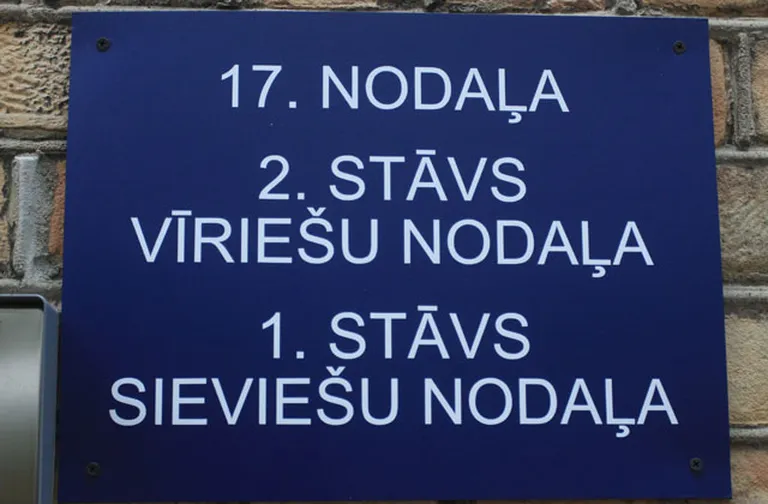 17. NODAĻA
2. STĀVS
VĪRIEŠU NODAĻA
1. STĀVS
SIEVIEŠU NODAĻA